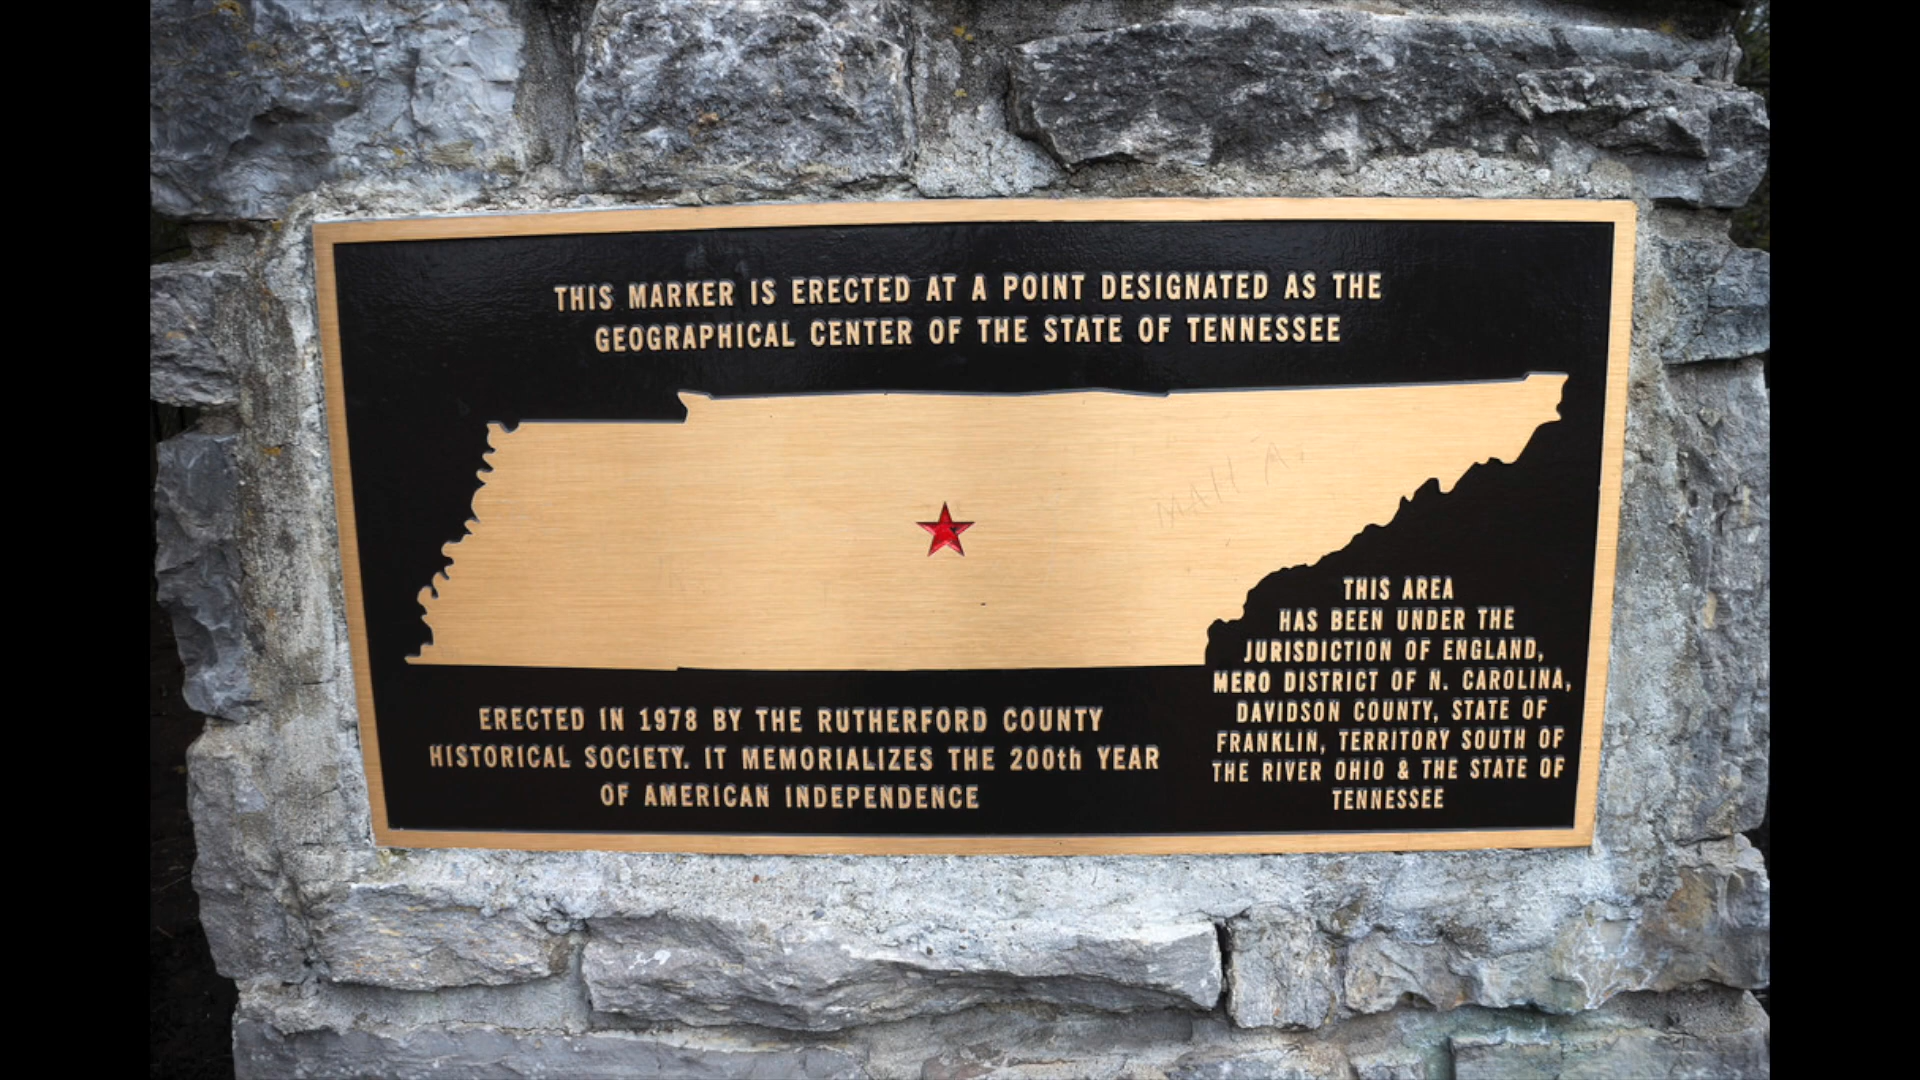 THIS MARKER IS ERECTED AT A POINT DESIGNATED AS THE
GEOGRAPHICAL CENTER OF THE STATE OF TENNESSEE
ERECTED IN 1978 BY THE RUTHERFORD COUNTY
HISTORICAL SOCIETY. IT MEMORIALIZES THE 200th YEAR
OF AMERICAN INDEPENDENCE
THIS AREA
HAS BEEN UNDER THE
JURISDICTION OF ENGLAND,
MERO DISTRICT OF N. CAROLINA,
DAVIDSON COUNTY, STATE OF
FRANKLIN, TERRITORY SOUTH OF
THE RIVER OHIO & THE STATE OF
TENNESSEE